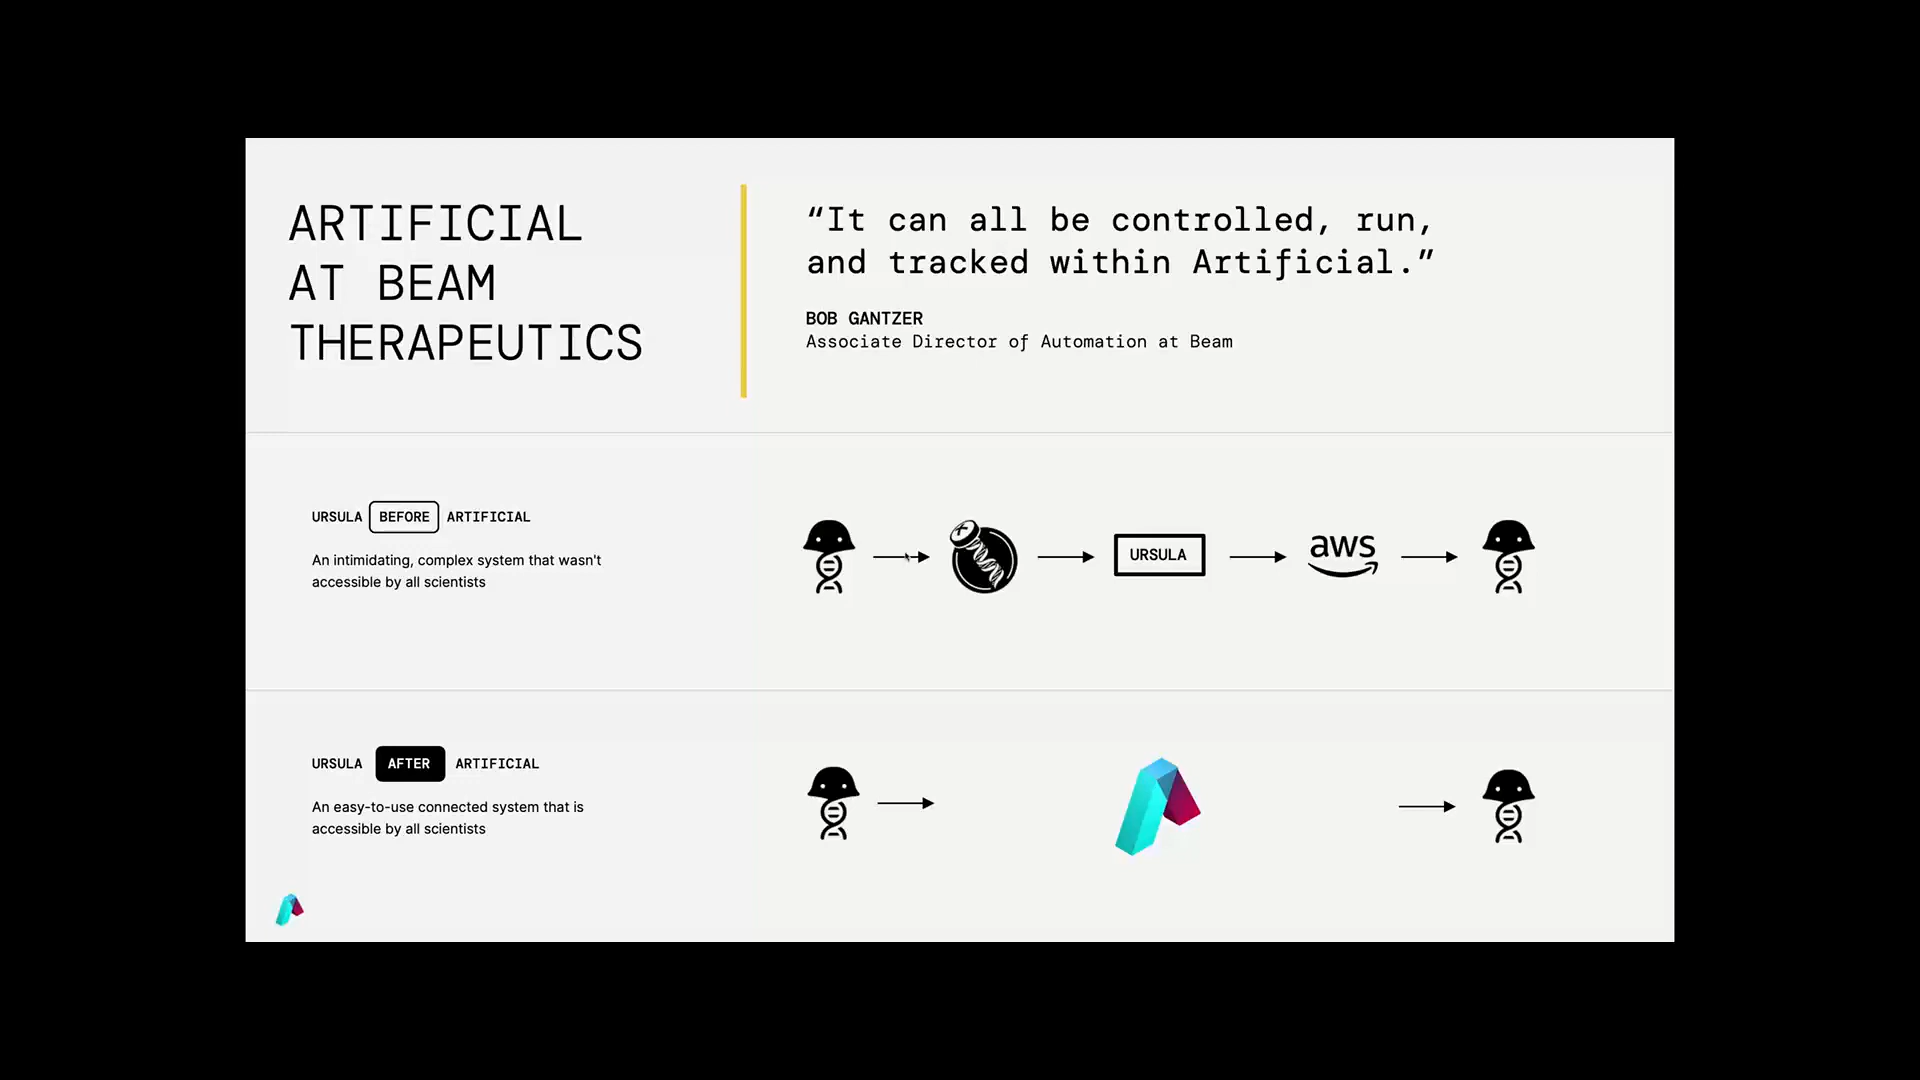 ARTIFICIAL
AT BEAM
THERAPEUTICS
“It can all be controlled, run,
and tracked within Artificial.”
BOB GANTZER
Associate Director of Automation at Beam
URSULA BEFORE ARTIFICIAL
An intimidating, complex system that wasn't
accessible by all scientists
URSULA
aws
URSULA AFTER ARTIFICIAL
An easy-to-use connected system that is
accessible by all scientists